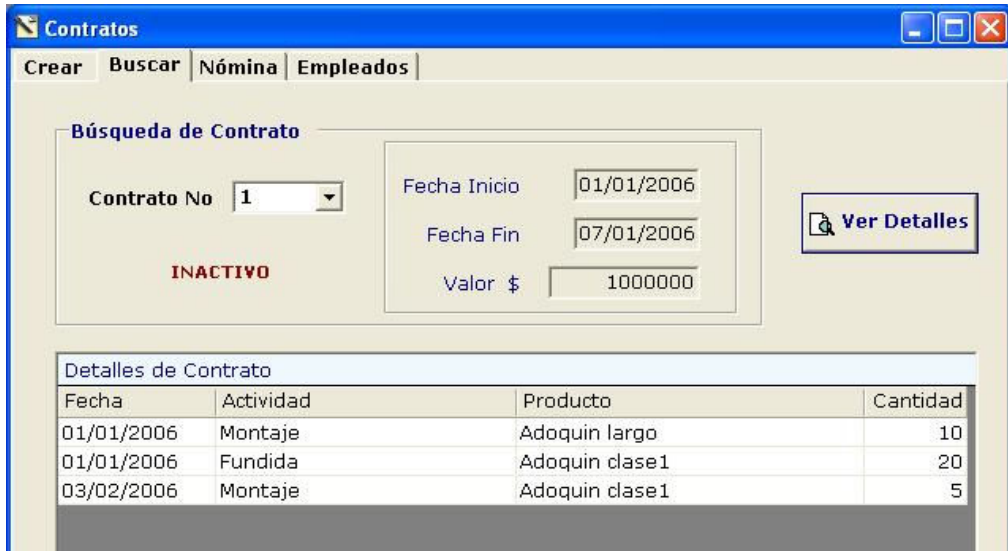 Contratos
Crear Buscar Nómina Empleados
Búsqueda de Contrato
Contrato No 1
INACTIVO
Fecha Inicio 01/01/2006
Fecha Fin 07/01/2006
Valor $ 1000000
Ver Detalles
Detalles de Contrato
Fecha Actividad Producto Cantidad
01/01/2006 Montaje Adoquin largo 10
01/01/2006 Fundida Adoquin clase1 20
03/02/2006 Montaje Adoquin clase1 5